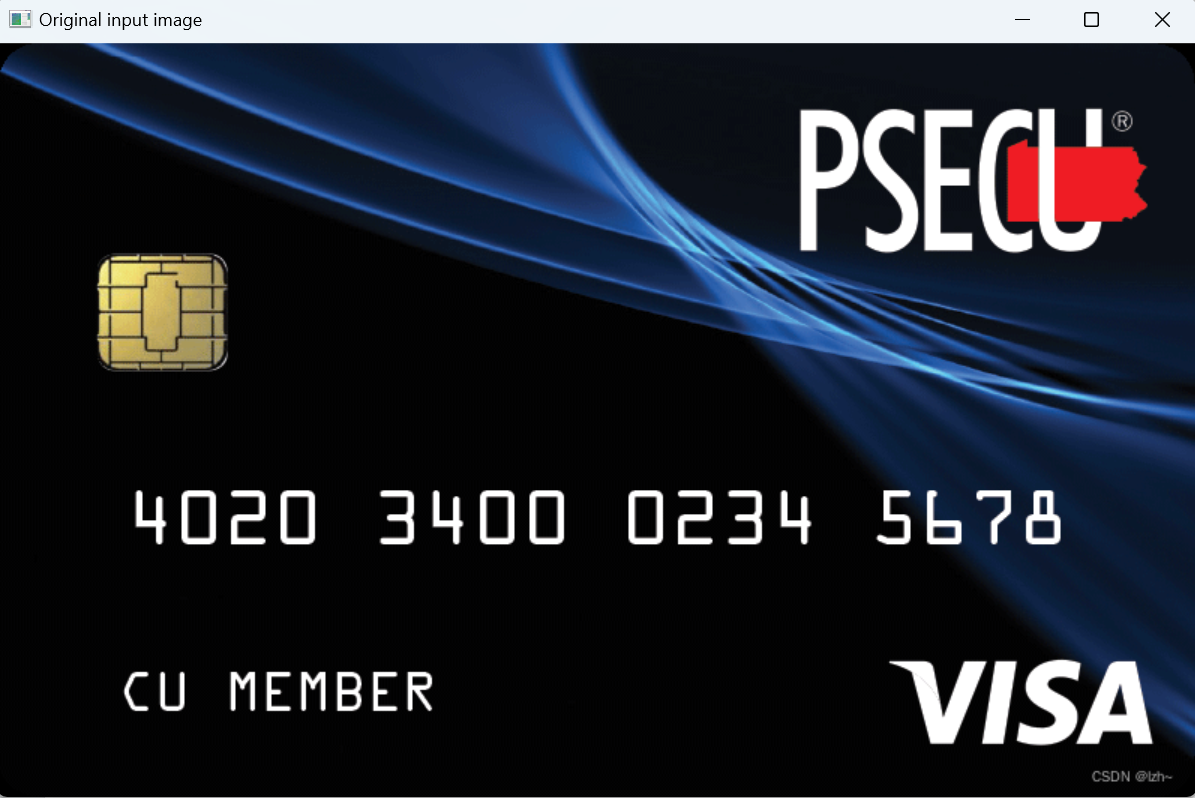 Original input image
PSECU®
4020 3400 0234 5678
CU MEMBER
VISA
CSDN @lzh~